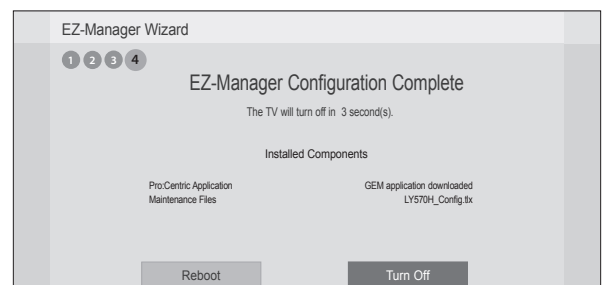 EZ-Manager Wizard
1 2 3 4
EZ-Manager Configuration Complete
The TV will turn off in 3 second(s).
Installed Components
Pro:Centric Application GEM application downloaded
Maintenance Files LY570H_Config.tlx
Reboot Turn Off